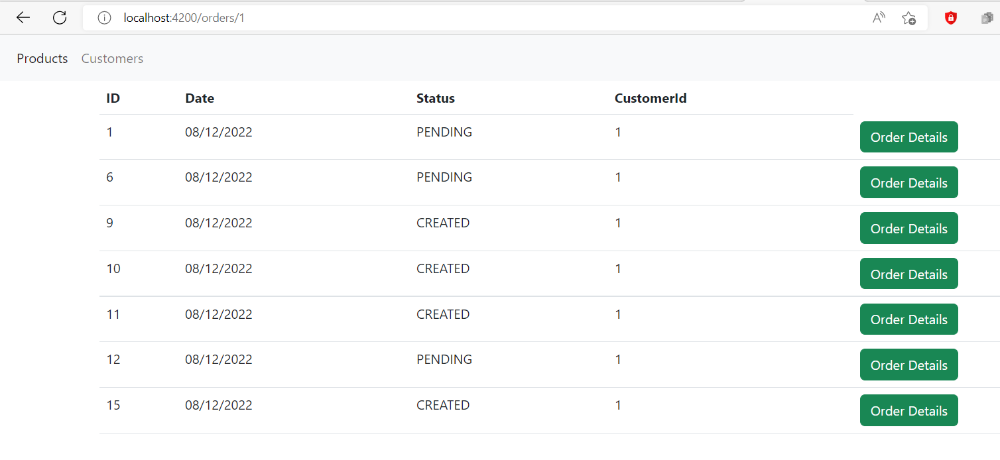 localhost:4200/orders/1
Products Customers
ID Date Status CustomerId
1 08/12/2022 PENDING 1 Order Details
6 08/12/2022 PENDING 1 Order Details
9 08/12/2022 CREATED 1 Order Details
10 08/12/2022 CREATED 1 Order Details
11 08/12/2022 CREATED 1 Order Details
12 08/12/2022 PENDING 1 Order Details
15 08/12/2022 CREATED 1 Order Details